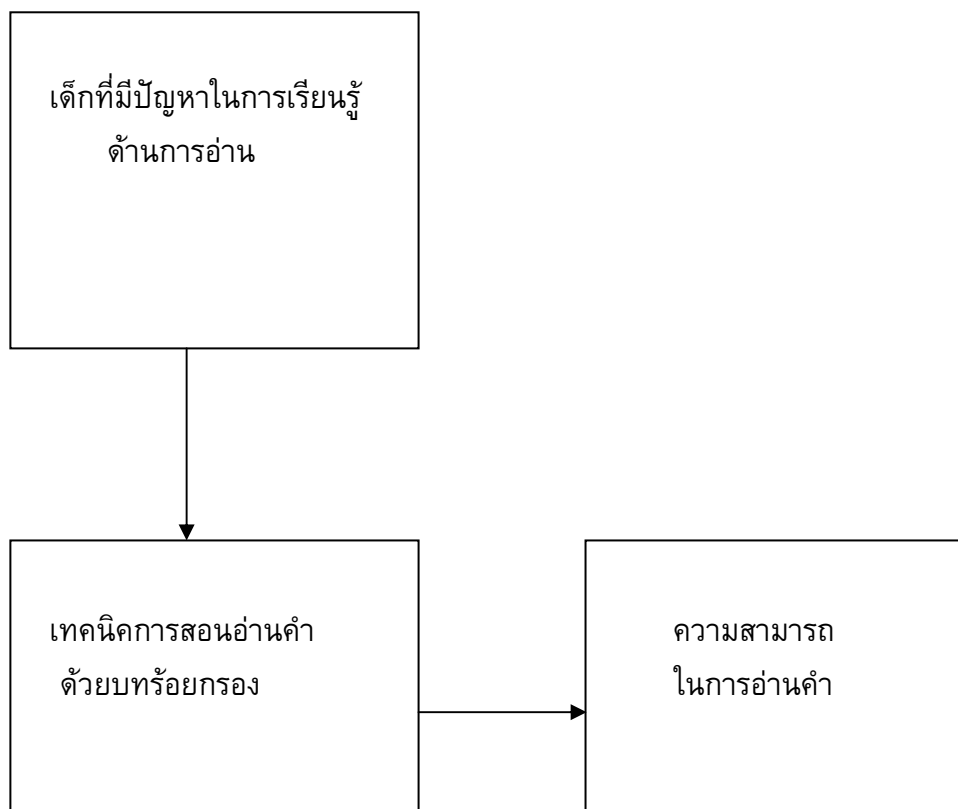 เด็กที่มีปัญหาในการเรียนรู้
ด้านการอ่าน
เทคนิคการสอนอ่านคำ
ด้วยบทร้อยกรอง
ความสามารถ
ในการอ่านคำ